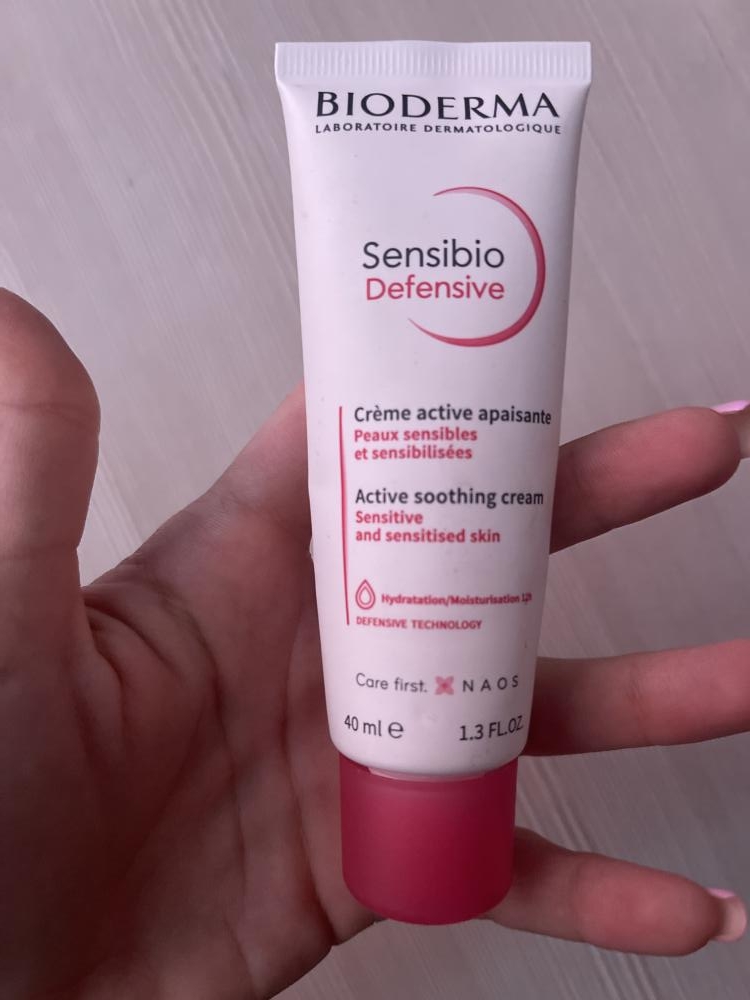 BIODERMA
LABORATOIRE DERMATOLOGIQUE
Sensibio
Defensive
Crème active apaisante
Peaux sensibles
et sensibilisées
Active soothing cream
Sensitive
and sensitised skin
Hydratation/Moisturisation 12h
DEFENSIVE TECHNOLOGY
Care first. NAOS
40 ml e 1.3 FL.OZ